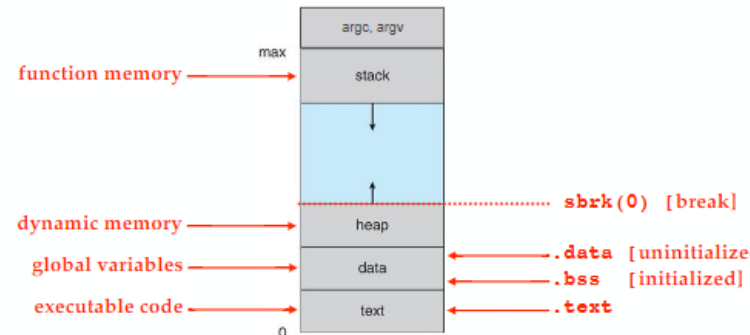 argc, argv
max
function memory
stack
sbrk(0) [break]
dynamic memory
heap
.data [uninitialize
global variables
data
.bss [initialized]
executable code
text
.text
0